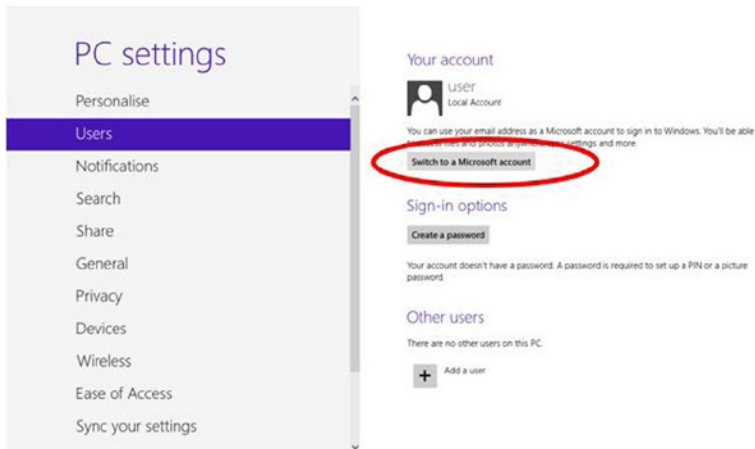 PC settings
Personalise
Users
Notifications
Search
Share
General
Privacy
Devices
Wireless
Ease of Access
Sync your settings
Your account
user
Local Account
You can use your email address as a Microsoft account to sign in to Windows. You'll be able
files and photos anywhere, settings and more.
Switch to a Microsoft account
Sign-in options
Create a password
Your account doesn't have a password. A password is required to set up a PIN or a picture
password.
Other users
There are no other users on this PC.
+
Add a user